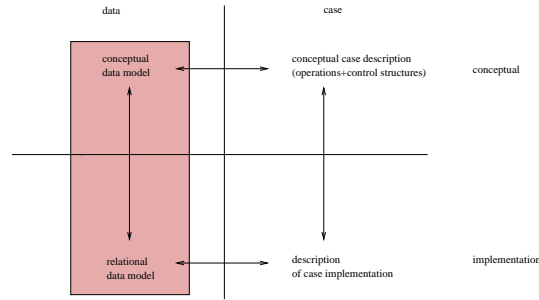 data
case
conceptual
data model
conceptual case description
(operations+control structures)
conceptual
relational
data model
description
of case implementation
implementation